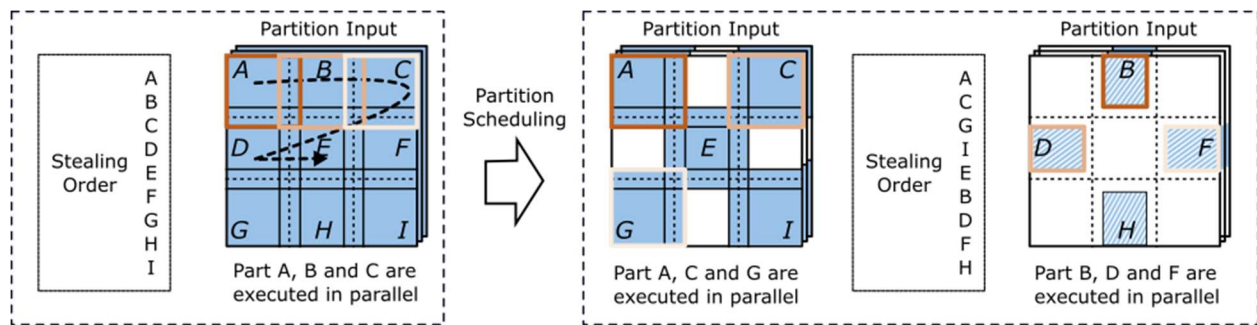 Partition Input
A
B
C
D
E
F
G
H
I
Stealing
Order
A B C
D E F
G H I
Part A, B and C are
executed in parallel
Partition
Scheduling
Partition Input
A C
E
G I
Part A, C and G are
executed in parallel
Stealing
Order
A
C
G
I
E
B
D
F
H
Partition Input
B
D F
H
Part B, D and F are
executed in parallel